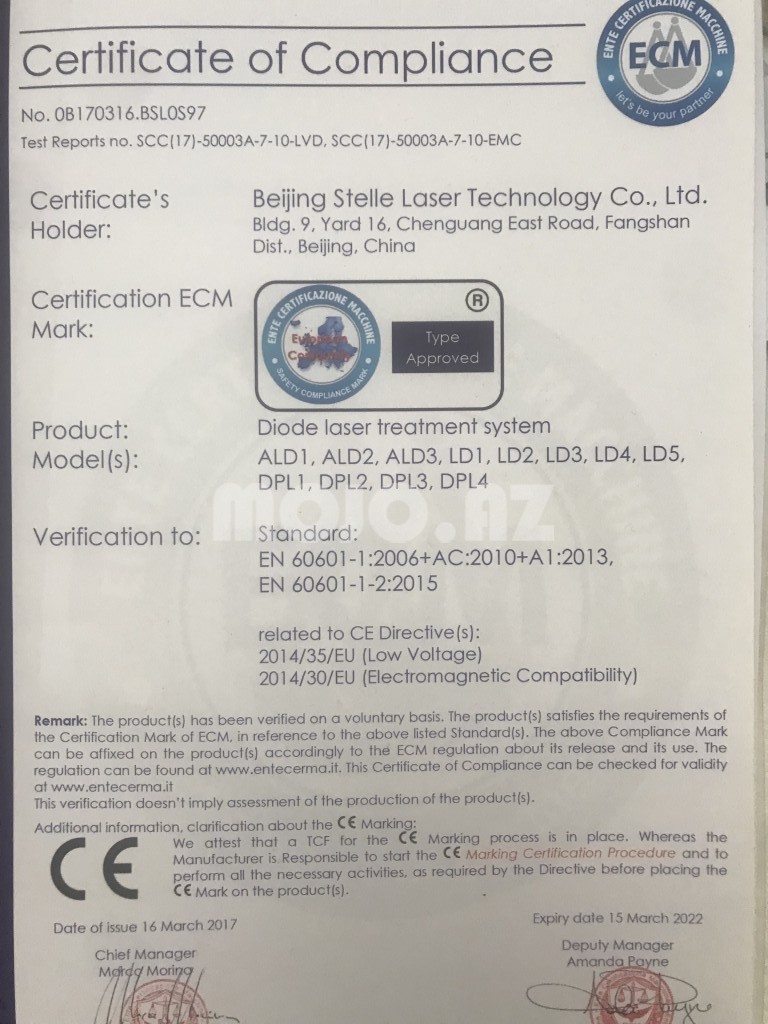 ENTE CERTIFICAZIONE MACCHINE
ECM
let's be your partner
Certificate of Compliance
No. 0B170316.BSL0S97
Test Reports no. SCC(17)-50003A-7-10-LVD, SCC(17)-50003A-7-10-EMC
Certificate's Holder:
Beijing Stelle Laser Technology Co., Ltd.
Bldg. 9, Yard 16, Chenguang East Road, Fangshan
Dist., Beijing, China
Certification ECM Mark:
ENTE CERTIFICAZIONE MACCHINE
European
Conformity
SAFETY COMPLIANCE MARK
®
Type
Approved
Product:
Diode laser treatment system
Model(s):
ALD1, ALD2, ALD3, LD1, LD2, LD3, LD4, LD5,
DPL1, DPL2, DPL3, DPL4
mojo.az
Verification to:
Standard:
EN 60601-1:2006+AC:2010+A1:2013,
EN 60601-1-2:2015
related to CE Directive(s):
2014/35/EU (Low Voltage)
2014/30/EU (Electromagnetic Compatibility)
Remark: The product(s) has been verified on a voluntary basis. The product(s) satisfies the requirements of
the Certification Mark of ECM, in reference to the above listed Standard(s). The above Compliance Mark
can be affixed on the product(s) accordingly to the ECM regulation about its release and its use. The
regulation can be found at www.entecerma.it. This Certificate of Compliance can be checked for validity
at www.entecerma.it
This verification doesn't imply assessment of the production of the product(s).
Additional information, clarification about the CE Marking:
CE
We attest that a TCF for the CE Marking process is in place. Whereas the
Manufacturer is Responsible to start the CE Marking Certification Procedure and to
perform all the necessary activities, as required by the Directive before placing the
CE Mark on the product(s).
Date of issue 16 March 2017
Expiry date 15 March 2022
Chief Manager
Marco Morina
Deputy Manager
Amanda Payne